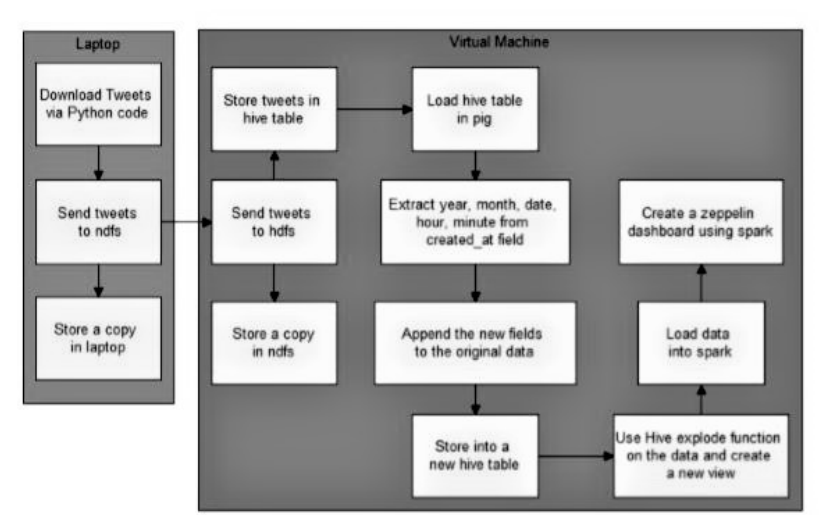 Laptop
Download Tweets
via Python code
Send tweets
to ndfs
Store a copy
in laptop
Virtual Machine
Store tweets in
hive table
Send tweets
to hdfs
Store a copy
in ndfs
Load hive table
in pig
Extract year, month, date,
hour, minute from
created_at field
Append the new fields
to the original data
Store into a
new hive table
Use Hive explode function
on the data and create
a new view
Load data
into spark
Create a zeppelin
dashboard using spark